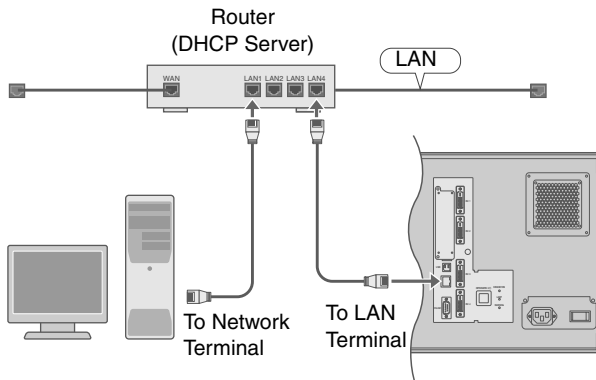 Router
(DHCP Server)
LAN
WAN
LAN1 LAN2 LAN3 LAN4
To Network
Terminal
To LAN
Terminal